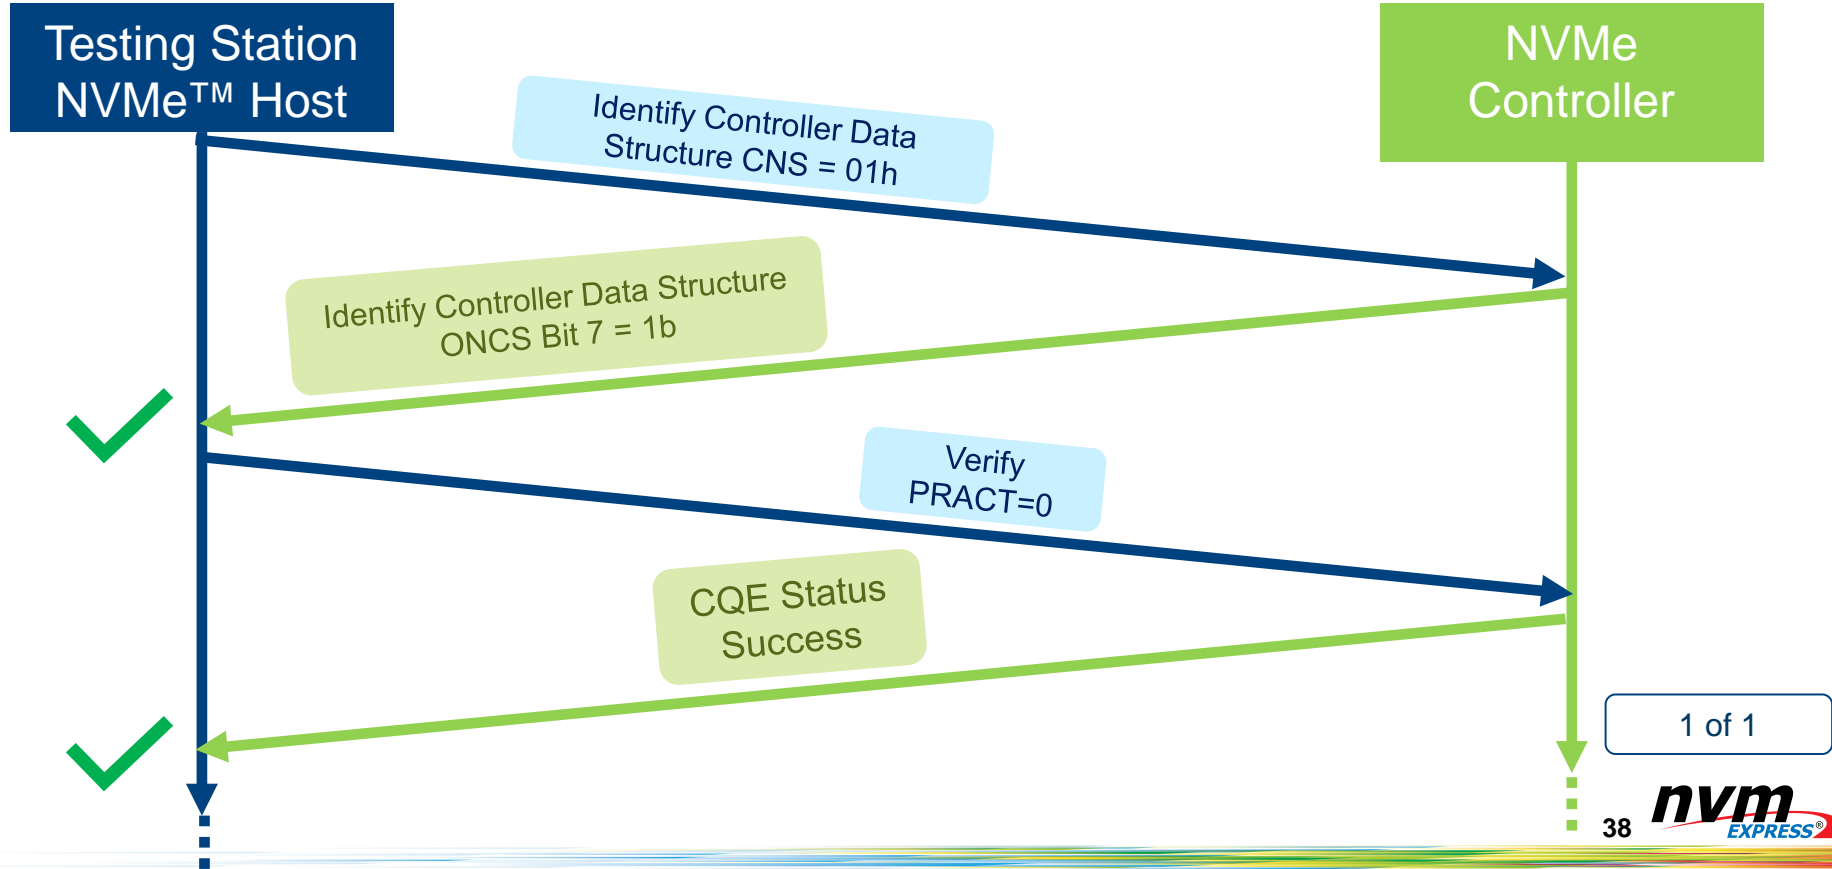 Testing Station
NVMe™ Host
NVMe
Controller
Identify Controller Data
Structure CNS = 01h
Identify Controller Data Structure
ONCS Bit 7 = 1b
Verify
PRACT=0
CQE Status
Success
1 of 1
38
nvm
EXPRESS®